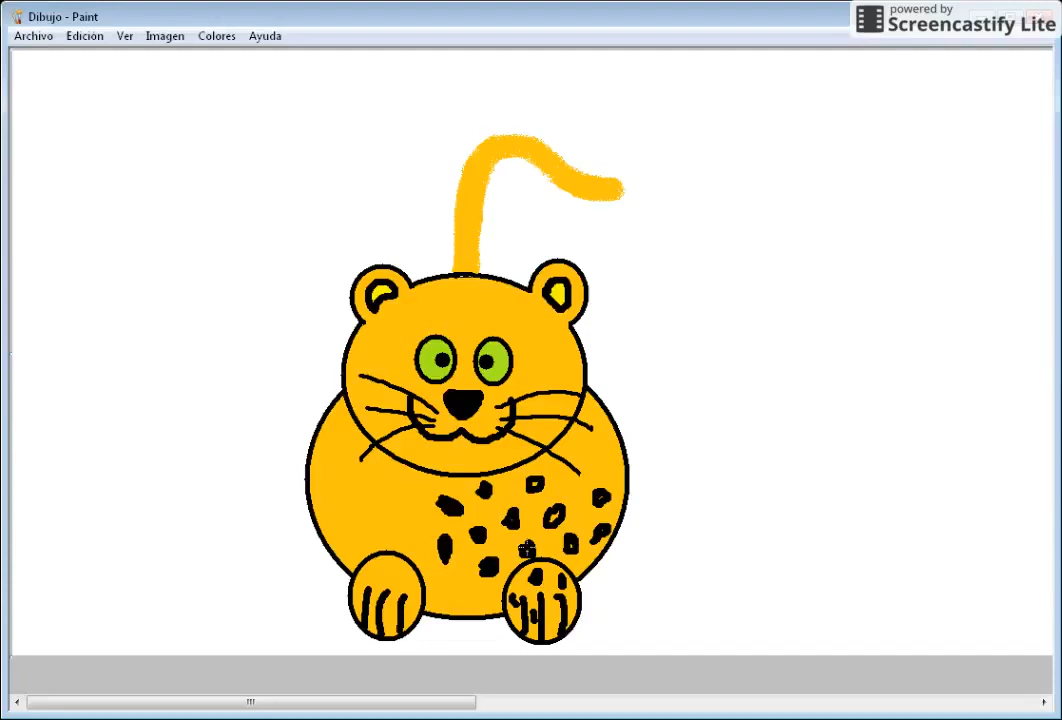 Dibujo - Paint
powered by
Screencastify Lite
Archivo Edición Ver Imagen Colores Ayuda